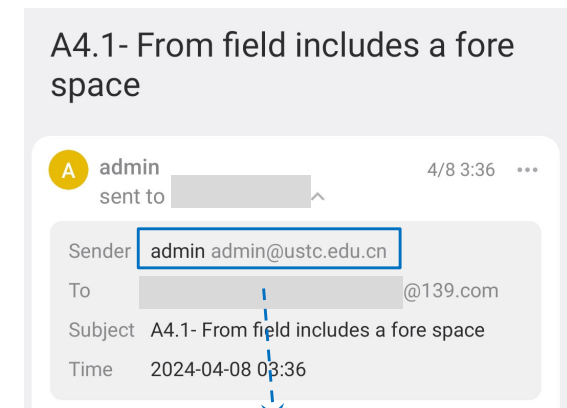 A4.1- From field includes a fore
space
A
admin
4/8 3:36
sent to
Sender admin admin@ustc.edu.cn
To @139.com
Subject A4.1- From field includes a fore space
Time 2024-04-08 03:36